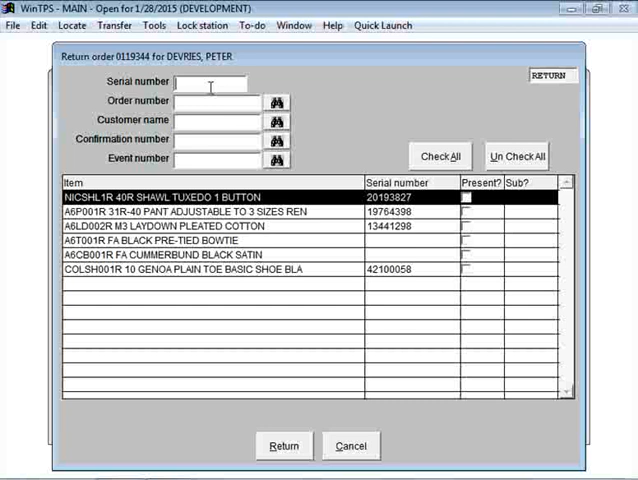 WinTPS - MAIN - Open for 1/28/2015 (DEVELOPMENT)
File Edit Locate Transfer Tools Lock station To-do Window Help Quick Launch
Return order 0119344 for DEVRIES, PETER
Serial number
RETURN
Order number
Customer name
Confirmation number
Event number
Check All Un Check All
Item Serial number Present? Sub?
NICSHL1R 40R SHAWL TUXEDO 1 BUTTON 20193827
A6P001R 31R-40 PANT ADJUSTABLE TO 3 SIZES REN 19764398
A6LD002R M3 LAYDOWN PLEATED COTTON 13441298
A6T001R FA BLACK PRE-TIED BOWTIE
A6CB001R FA CUMMERBUND BLACK SATIN
COLSH001R 10 GENOA PLAIN TOE BASIC SHOE BLA 42100058
Return Cancel